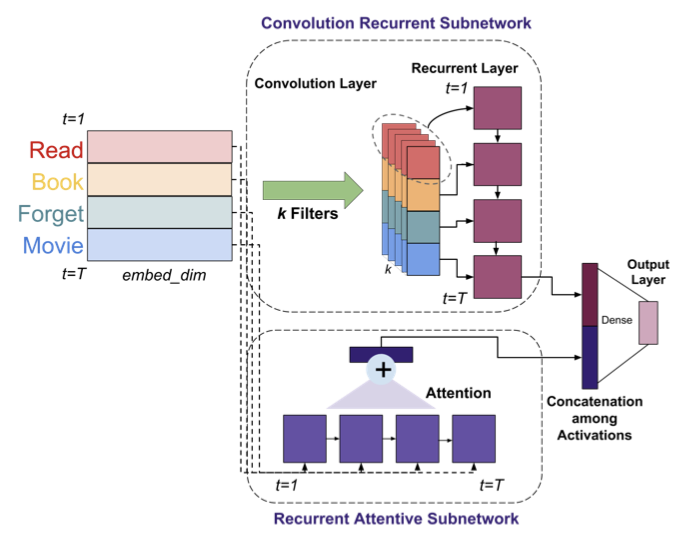 Convolution Recurrent Subnetwork
Convolution Layer
Recurrent Layer
t=1
t=1
Read
Book
Forget
Movie
t=T
embed_dim
k Filters
k
t=T
Output
Layer
Dense
+
Attention
Concatenation
among
Activations
t=1
t=T
Recurrent Attentive Subnetwork